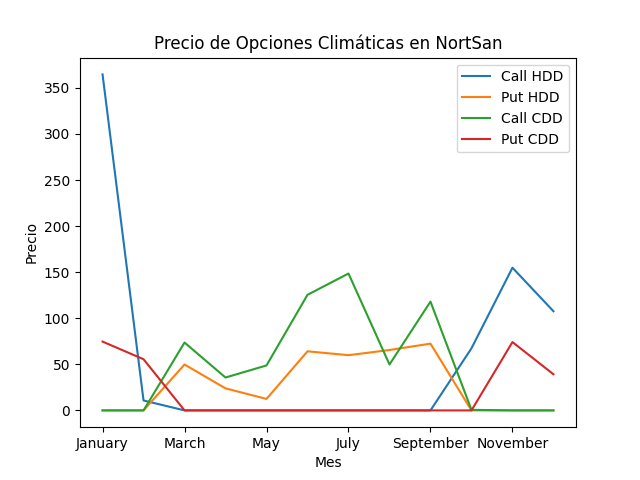 Precio de Opciones Climáticas en NortSan
Call HDD
Put HDD
Call CDD
Put CDD
350
300
250
200
150
100
50
0
Precio
January March May July September November
Mes